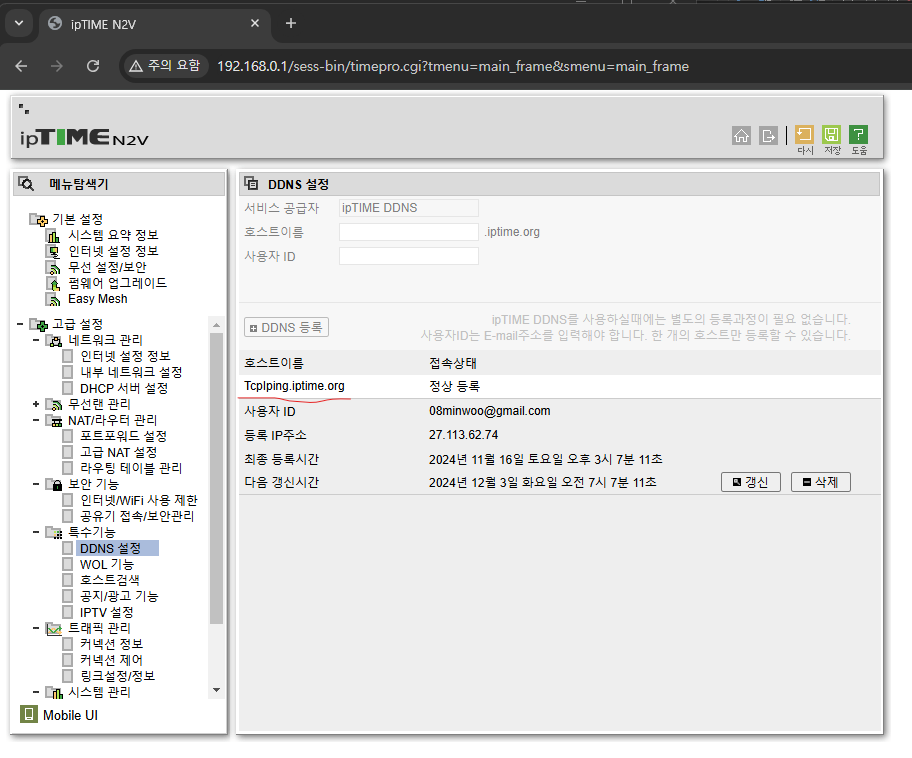 ipTIME N2V
주의 요함 192.168.0.1/sess-bin/timepro.cgi?tmenu=main_frame&smenu=main_frame
ipTIME N2V
다시 저장 도움
메뉴탐색기
기본 설정
시스템 요약 정보
인터넷 설정 정보
무선 설정/보안
펌웨어 업그레이드
Easy Mesh
고급 설정
네트워크 관리
인터넷 설정 정보
내부 네트워크 설정
DHCP 서버 설정
무선랜 관리
NAT/라우터 관리
포트포워드 설정
고급 NAT 설정
라우팅 테이블 관리
보안 기능
인터넷/WiFi 사용 제한
공유기 접속/보안관리
특수기능
DDNS 설정
WOL 기능
호스트검색
공지/광고 기능
IPTV 설정
트래픽 관리
커넥션 정보
커넥션 제어
링크설정/정보
시스템 관리
Mobile UI
DDNS 설정
서비스 공급자 ipTIME DDNS
호스트이름 .iptime.org
사용자 ID
DDNS 등록
ipTIME DDNS를 사용하실때에는 별도의 등록과정이 필요 없습니다.
사용자ID는 E-mail주소를 입력해야 합니다. 한 개의 호스트만 등록할 수 있습니다.
호스트이름 접속상태
TcpIping.iptime.org 정상 등록
사용자 ID 08minwoo@gmail.com
등록 IP주소 27.113.62.74
최종 등록시간 2024년 11월 16일 토요일 오후 3시 7분 11초
다음 갱신시간 2024년 12월 3일 화요일 오전 7시 7분 11초 갱신 삭제